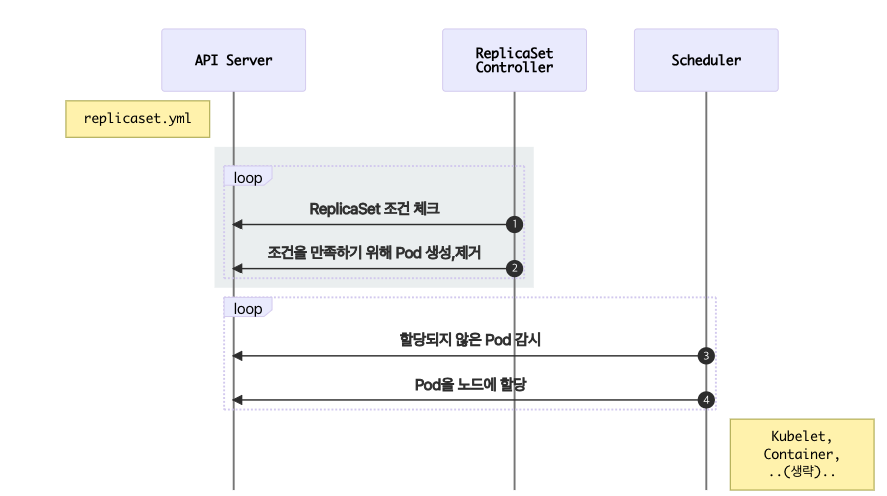 API Server
ReplicaSet
Controller
Scheduler
replicaset.yml
loop
ReplicaSet 조건 체크
1
조건을 만족하기 위해 Pod 생성,제거
2
loop
할당되지 않은 Pod 감시
3
Pod을 노드에 할당
4
Kubelet,
Container,
..(생략)..